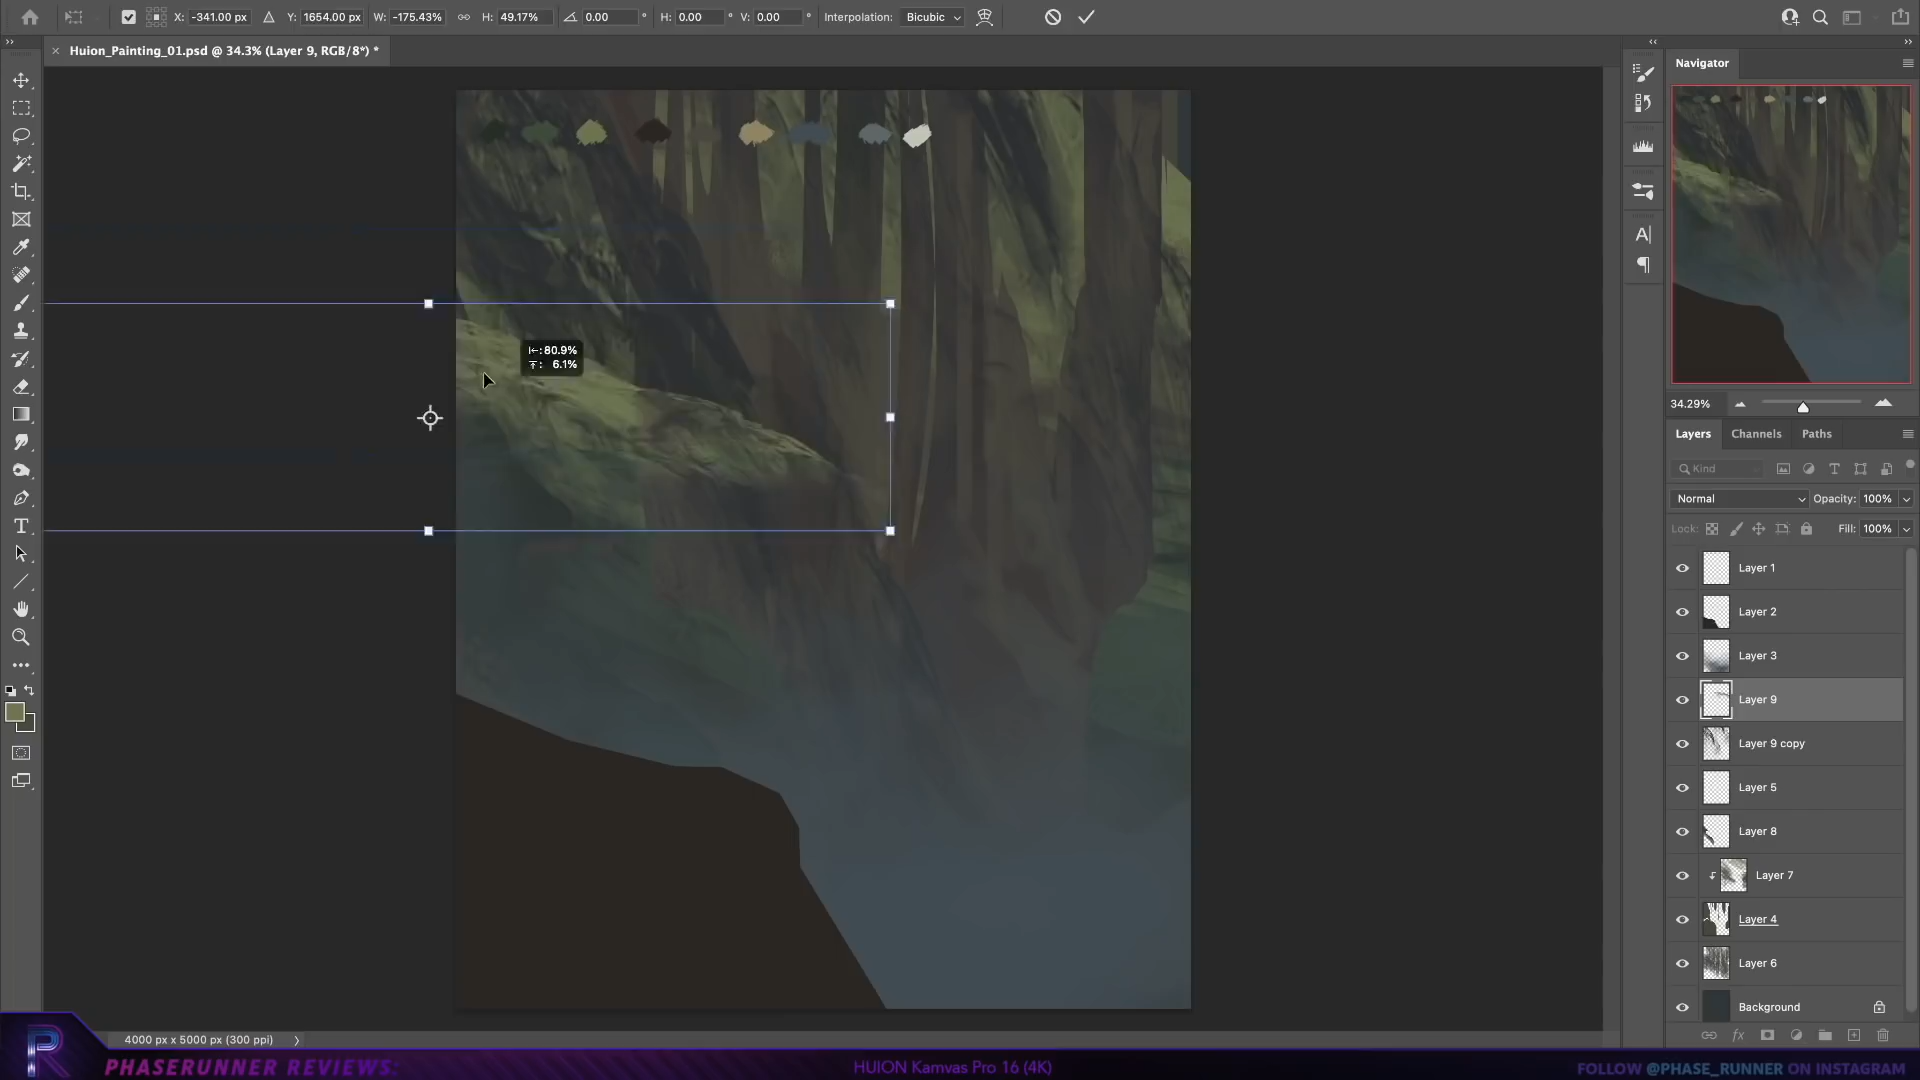 X: -341.00 px Y: 1654.00 px W: -175.43% H: 49.17% 0.00 ° H: 0.00 ° V: 0.00 ° Interpolation: Bicubic
Huion_Painting_01.psd @ 34.3% (Layer 9, RGB/8*) *
Navigator
80.9%
6.1%
34.29%
Layers Channels Paths
Kind
Normal Opacity: 100%
Lock: Fill: 100%
Layer 1
Layer 2
Layer 3
Layer 9
Layer 9 copy
Layer 5
Layer 8
Layer 7
Layer 4
Layer 6
Background
4000 px x 5000 px (300 ppi)
PHASERUNNER REVIEWS: HUION Kamvas Pro 16 (4K) FOLLOW @PHASE_RUNNER ON INSTAGRAM